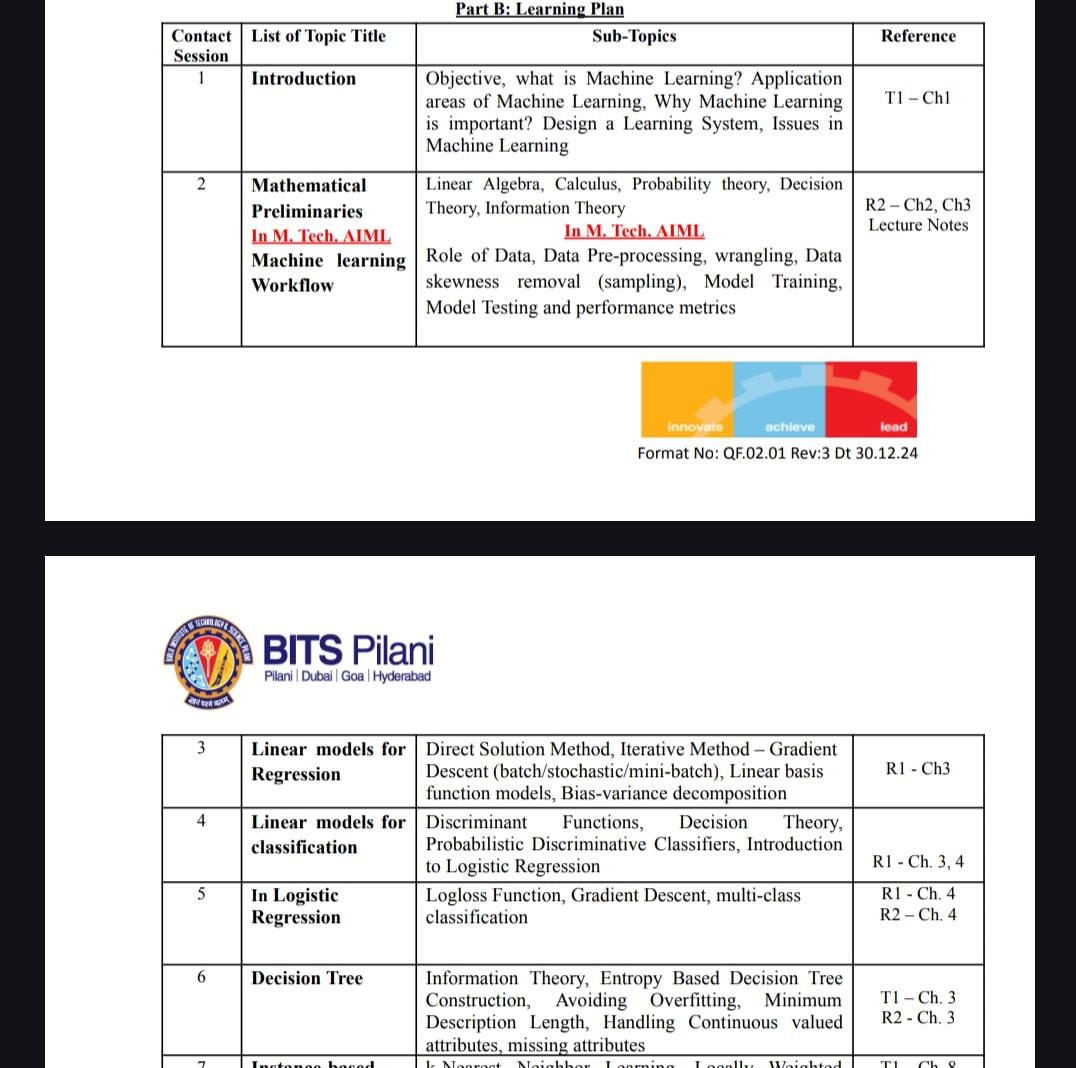 Part B: Learning Plan
Contact Session
List of Topic Title
Sub-Topics
Reference
1
Introduction
Objective, what is Machine Learning? Application
areas of Machine Learning, Why Machine Learning
is important? Design a Learning System, Issues in
Machine Learning
T1 – Ch1
2
Mathematical
Preliminaries
In M. Tech. AIML
Machine learning
Workflow
Linear Algebra, Calculus, Probability theory, Decision
Theory, Information Theory
In M. Tech. AIML
Role of Data, Data Pre-processing, wrangling, Data
skewness removal (sampling), Model Training,
Model Testing and performance metrics
R2 – Ch2, Ch3
Lecture Notes
innovate achieve lead
Format No: QF.02.01 Rev:3 Dt 30.12.24
BITS Pilani
Pilani | Dubai | Goa | Hyderabad
3
Linear models for
Regression
Direct Solution Method, Iterative Method – Gradient
Descent (batch/stochastic/mini-batch), Linear basis
function models, Bias-variance decomposition
R1 - Ch3
4
Linear models for
classification
Discriminant Functions, Decision Theory,
Probabilistic Discriminative Classifiers, Introduction
to Logistic Regression
R1 - Ch. 3, 4
5
In Logistic
Regression
Logloss Function, Gradient Descent, multi-class
classification
R1 - Ch. 4
R2 – Ch. 4
6
Decision Tree
Information Theory, Entropy Based Decision Tree
Construction, Avoiding Overfitting, Minimum
Description Length, Handling Continuous valued
attributes, missing attributes
T1 – Ch. 3
R2 - Ch. 3
7
Instance based
k-Nearest Neighbor Learning, Locally Weighted